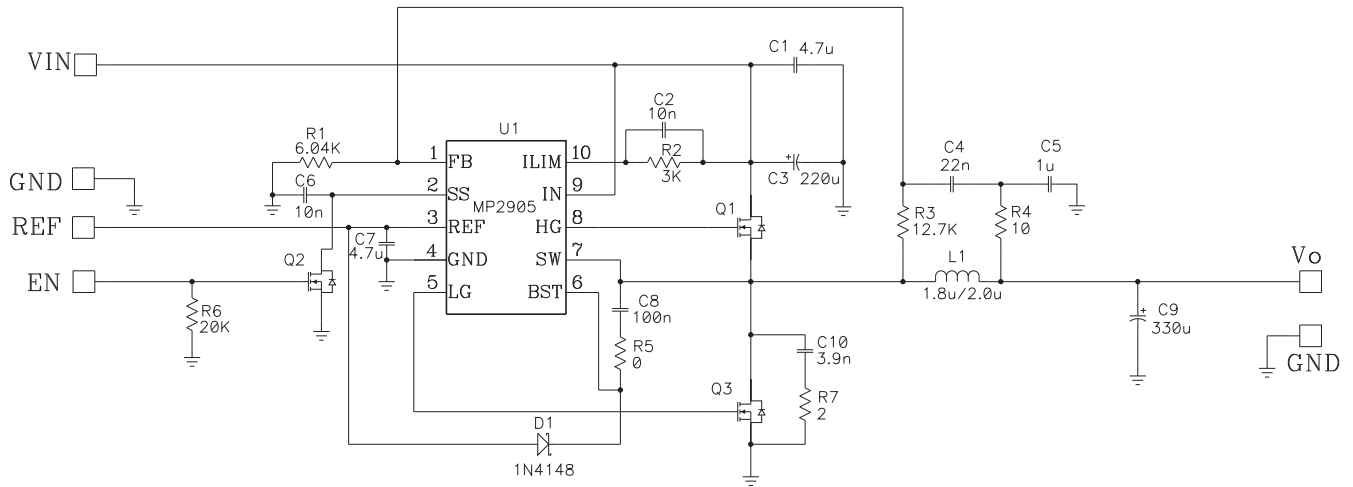 VIN
GND
REF
EN
R1
6.04K
C6
10n
Q2
R6
20K
C7
4.7u
U1
MP2905
1 FB
2 SS
3 REF
4 GND
5 LG
ILIM 10
IN 9
HG 8
SW 7
BST 6
C2
10n
R2
3K
C1 4.7u
+
C3 220u
Q1
C8
100n
R5
0
Q3
C10
3.9n
R7
2
D1
1N4148
C4
22n
C5
1u
R3
12.7K
R4
10
L1
1.8u/2.0u
+
C9
330u
Vo
GND